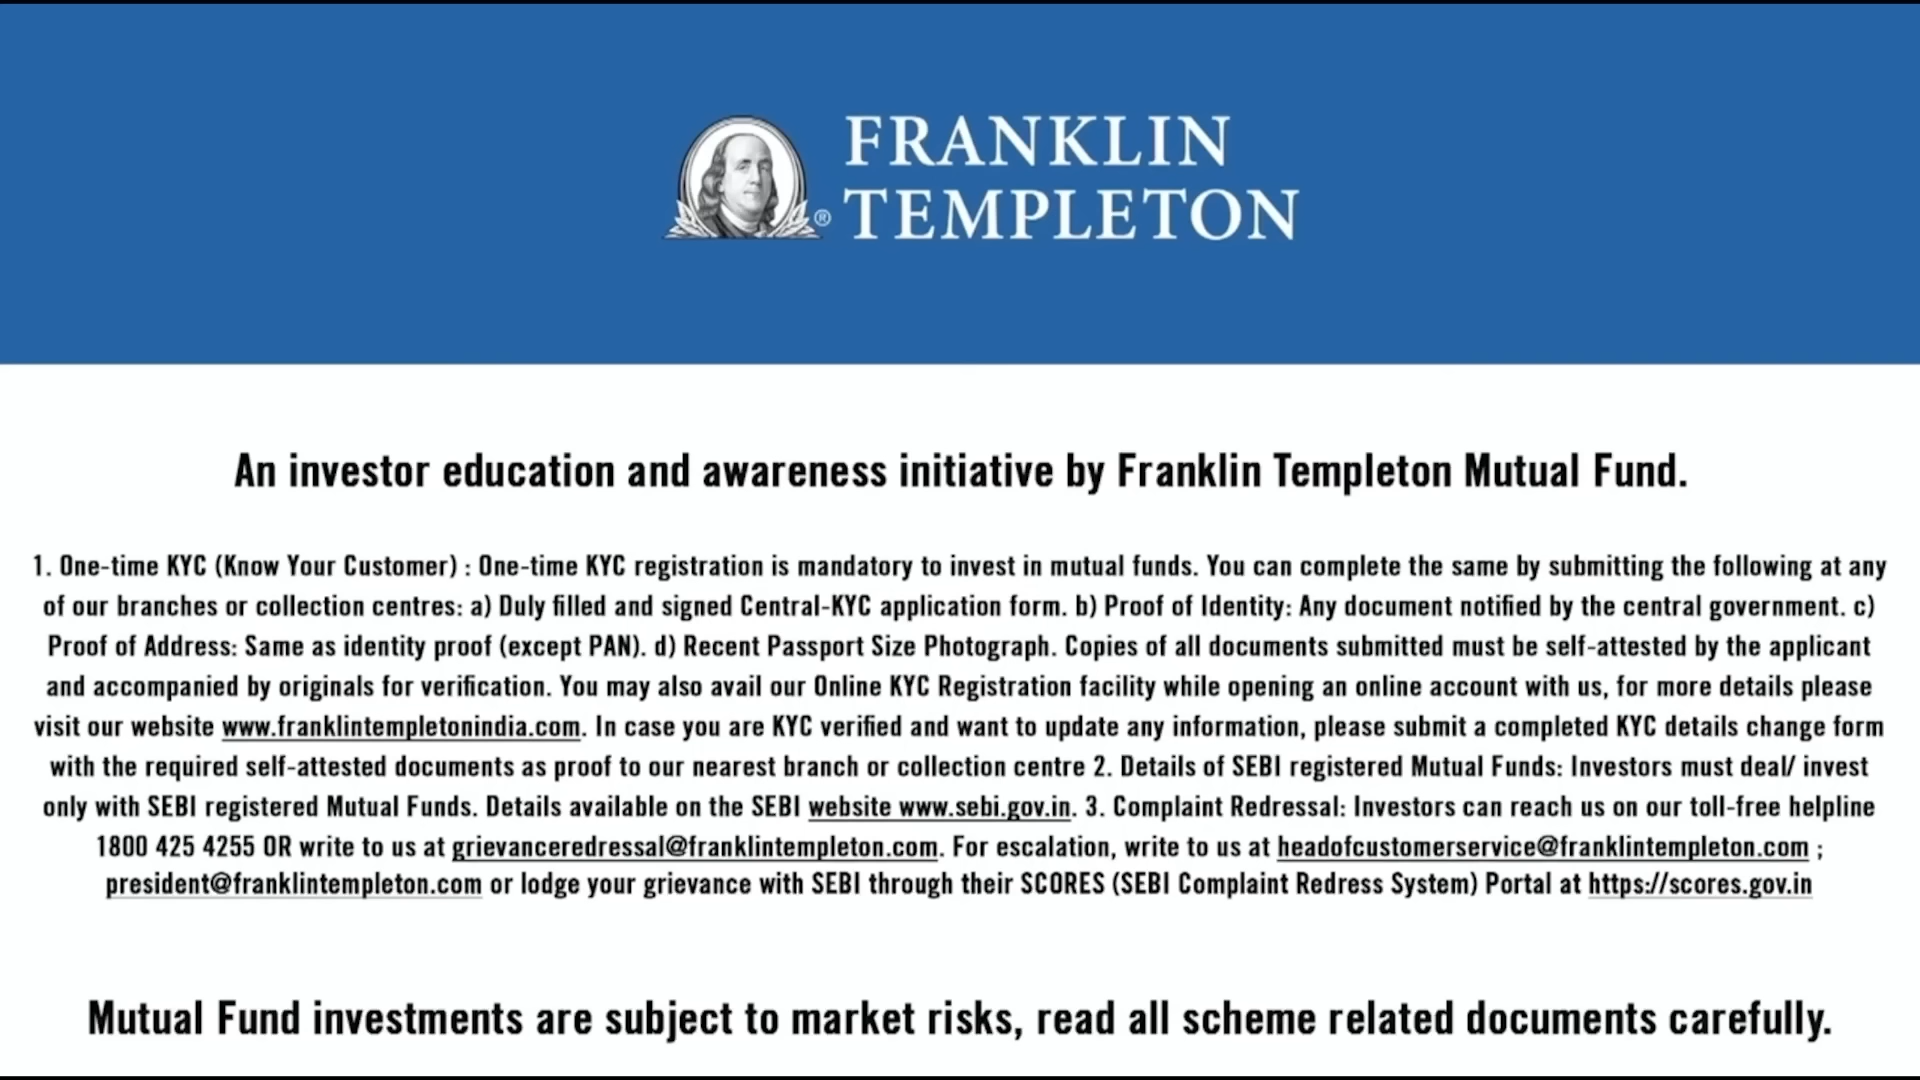 FRANKLIN
TEMPLETON
®
An investor education and awareness initiative by Franklin Templeton Mutual Fund.
1. One-time KYC (Know Your Customer) : One-time KYC registration is mandatory to invest in mutual funds. You can complete the same by submitting the following at any
of our branches or collection centres: a) Duly filled and signed Central-KYC application form. b) Proof of Identity: Any document notified by the central government. c)
Proof of Address: Same as identity proof (except PAN). d) Recent Passport Size Photograph. Copies of all documents submitted must be self-attested by the applicant
and accompanied by originals for verification. You may also avail our Online KYC Registration facility while opening an online account with us, for more details please
visit our website www.franklintempletonindia.com. In case you are KYC verified and want to update any information, please submit a completed KYC details change form
with the required self-attested documents as proof to our nearest branch or collection centre 2. Details of SEBI registered Mutual Funds: Investors must deal/ invest
only with SEBI registered Mutual Funds. Details available on the SEBI website www.sebi.gov.in. 3. Complaint Redressal: Investors can reach us on our toll-free helpline
1800 425 4255 OR write to us at grievanceredressal@franklintempleton.com. For escalation, write to us at headofcustomerservice@franklintempleton.com ;
president@franklintempleton.com or lodge your grievance with SEBI through their SCORES (SEBI Complaint Redress System) Portal at https://scores.gov.in
Mutual Fund investments are subject to market risks, read all scheme related documents carefully.